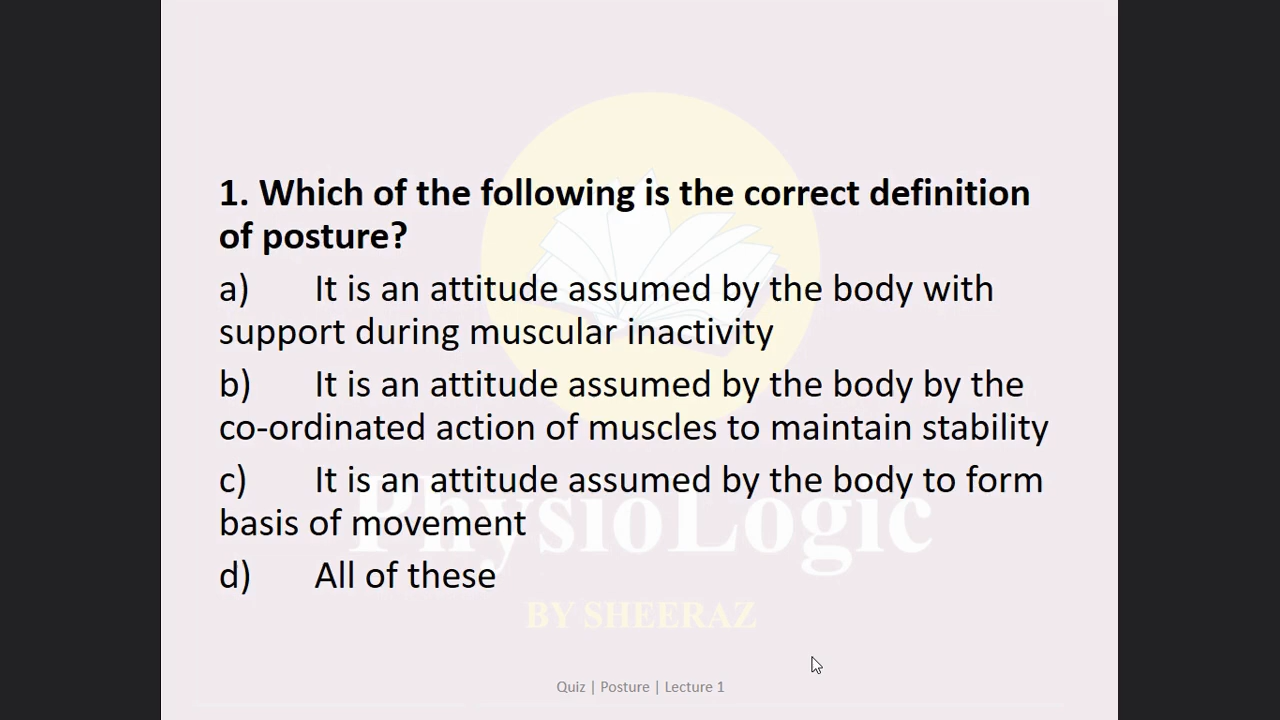 1. Which of the following is the correct definition
of posture?
a) It is an attitude assumed by the body with
support during muscular inactivity
b) It is an attitude assumed by the body by the
co-ordinated action of muscles to maintain stability
c) It is an attitude assumed by the body to form
basis of movement
PhysioLogic
d) All of these
BY SHEERAZ
Quiz | Posture | Lecture 1